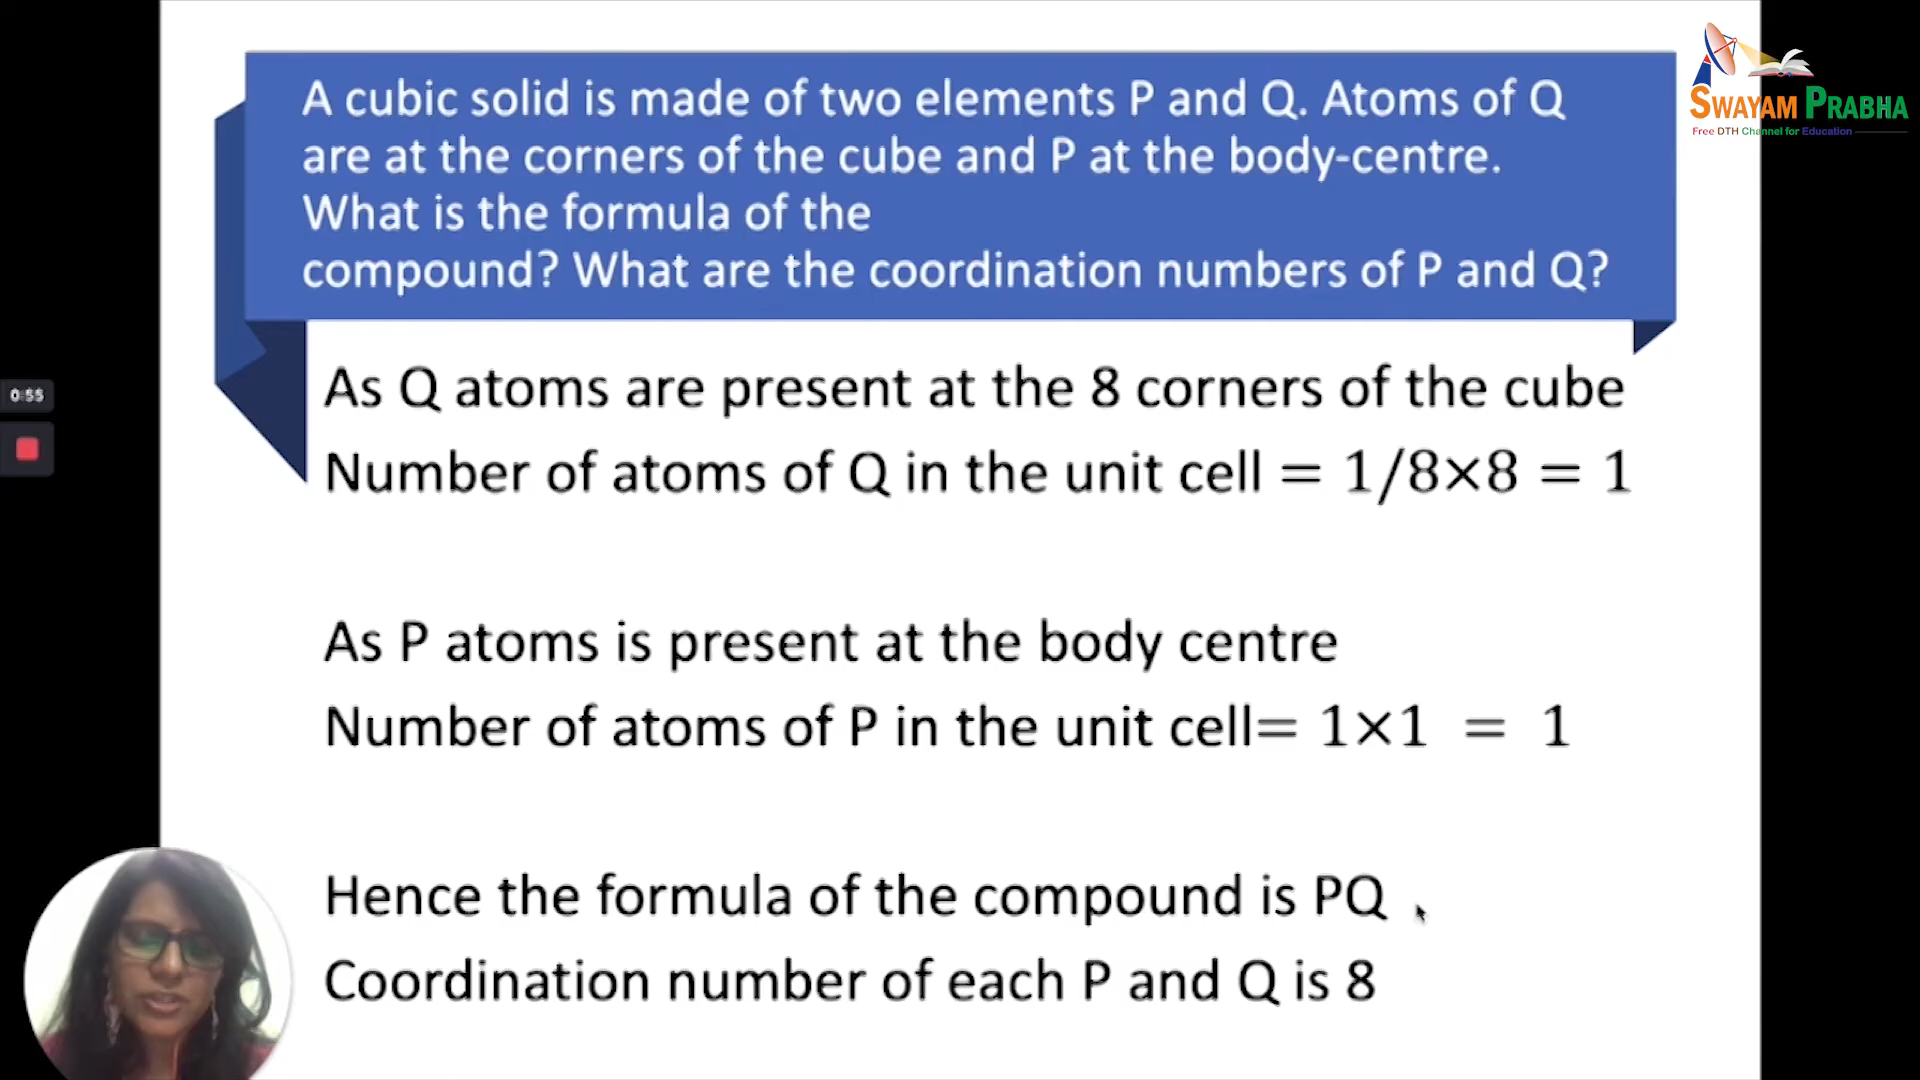 SWAYAM PRABHA
Free DTH Channel for Education
A cubic solid is made of two elements P and Q. Atoms of Q
are at the corners of the cube and P at the body-centre.
What is the formula of the
compound? What are the coordination numbers of P and Q?
0:55
As Q atoms are present at the 8 corners of the cube
Number of atoms of Q in the unit cell = 1/8×8 = 1
As P atoms is present at the body centre
Number of atoms of P in the unit cell= 1×1 = 1
Hence the formula of the compound is PQ
Coordination number of each P and Q is 8